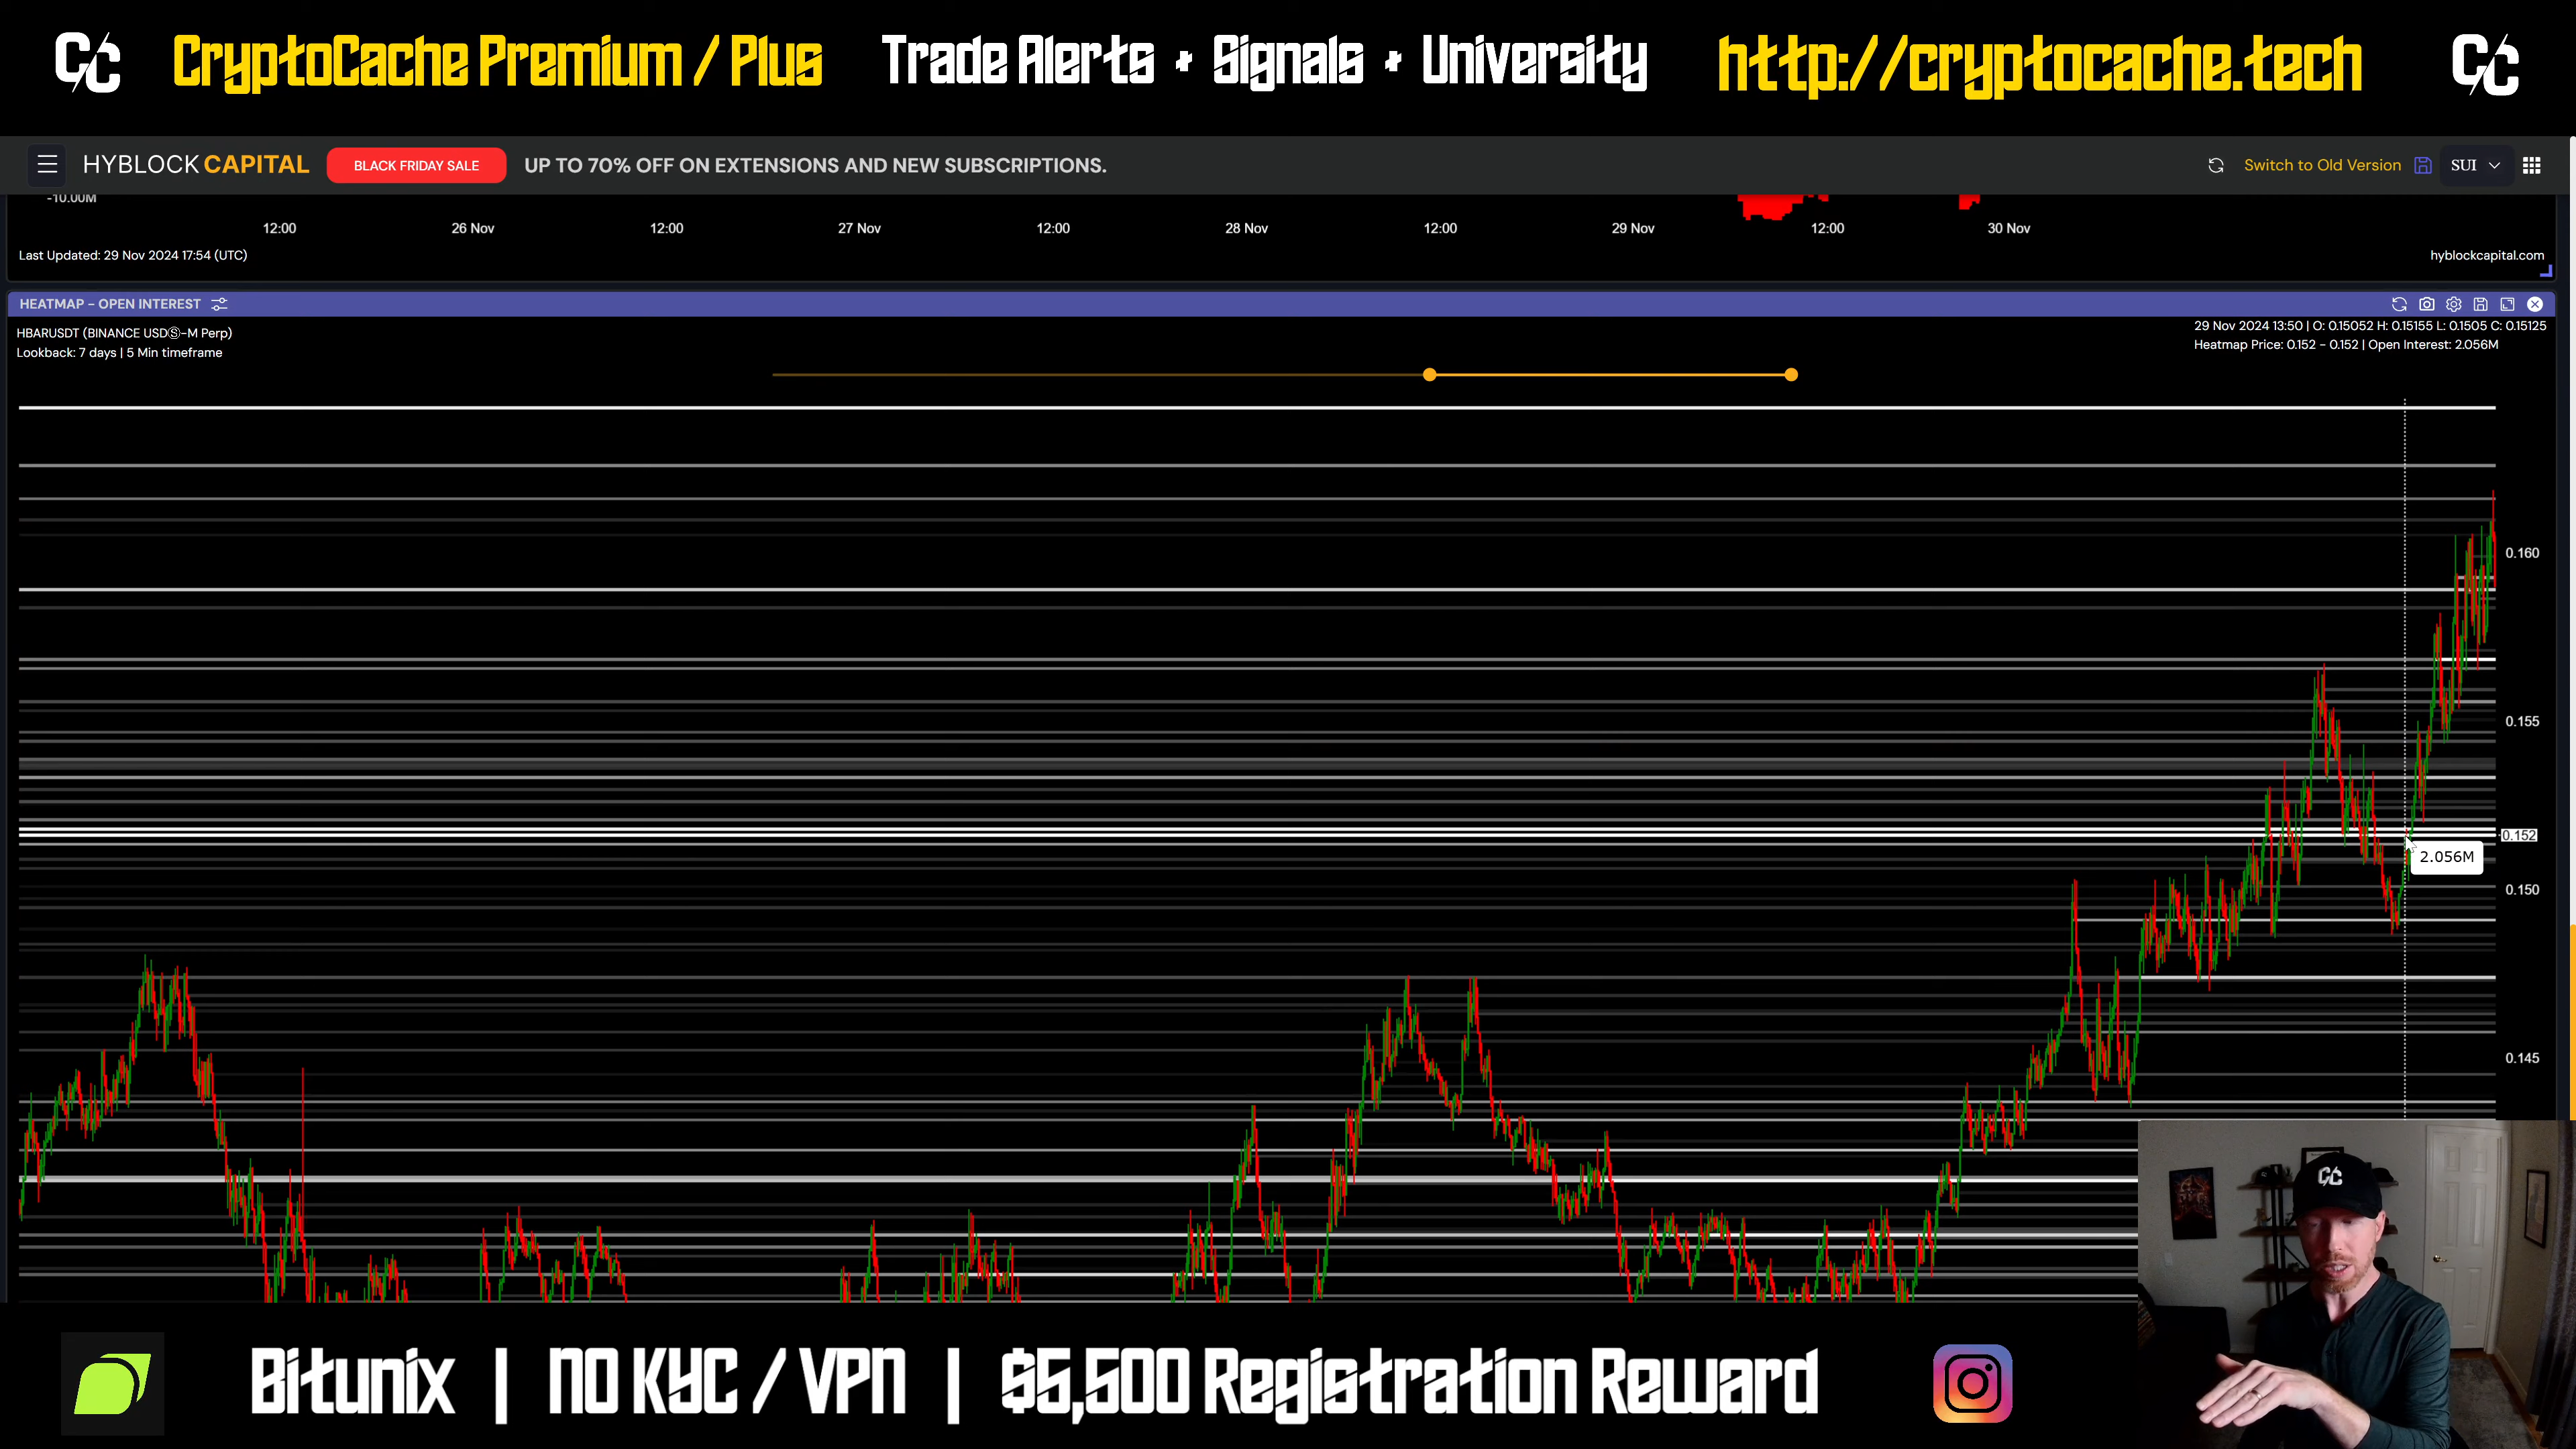 CC CryptoCache Premium / Plus Trade Alerts + Signals + University http://cryptocache.tech CC
HYBLOCK CAPITAL BLACK FRIDAY SALE UP TO 70% OFF ON EXTENSIONS AND NEW SUBSCRIPTIONS. Switch to Old Version SUI
-10.00M
12:00 26 Nov 12:00 27 Nov 12:00 28 Nov 12:00 29 Nov 12:00 30 Nov
Last Updated: 29 Nov 2024 17:54 (UTC) hyblockcapital.com
HEATMAP - OPEN INTEREST
HBARUSDT (BINANCE USDⓈ-M Perp) 29 Nov 2024 13:50 | O: 0.15052 H: 0.15155 L: 0.1505 C: 0.15125
Lookback: 7 days | 5 Min timeframe Heatmap Price: 0.152 - 0.152 | Open Interest: 2.056M
0.160
0.155
0.152
2.056M
0.150
0.145
CC
Bitunix | NO KYC / VPN | $5,500 Registration Reward